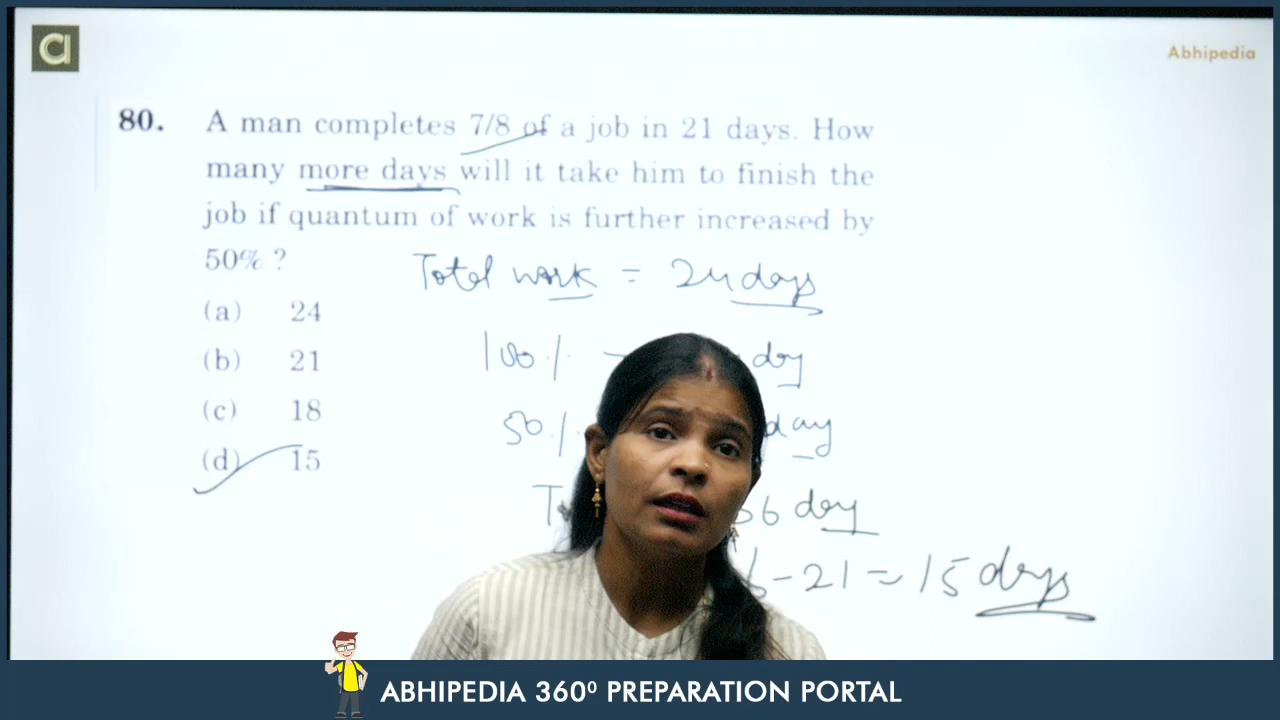 Abhipedia
80. A man completes 7/8 of a job in 21 days. How
many more days will it take him to finish the
job if quantum of work is further increased by
50% ?
Total work = 24 days
(a) 24
100% day
(b) 21
(c) 18
50% day
(d) 15
day
- 21 = 15 days
ABHIPEDIA 360⁰ PREPARATION PORTAL